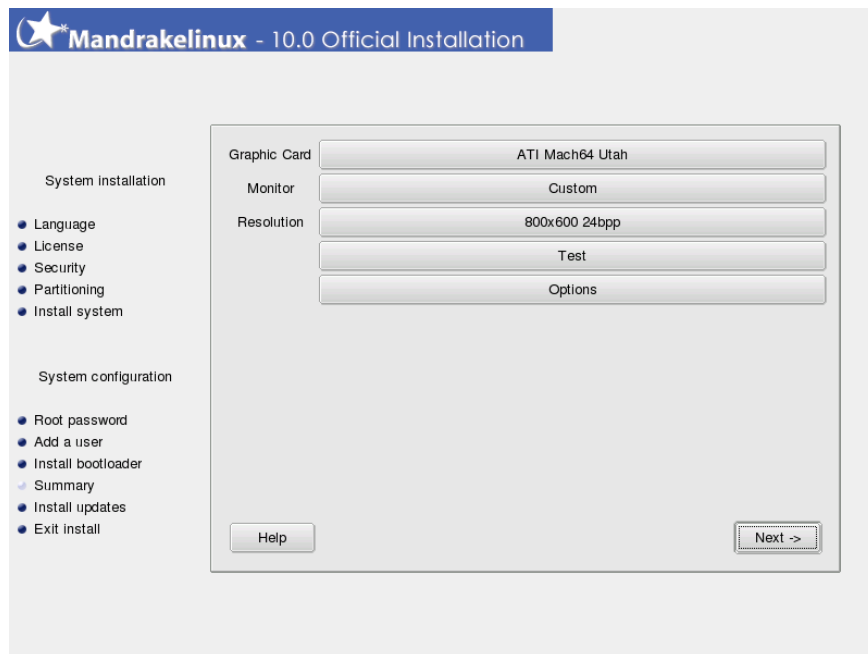 Mandrakelinux - 10.0 Official Installation
System installation
Language
License
Security
Partitioning
Install system
System configuration
Root password
Add a user
Install bootloader
Summary
Install updates
Exit install
Graphic Card ATI Mach64 Utah
Monitor Custom
Resolution 800x600 24bpp
Test
Options
Help Next ->